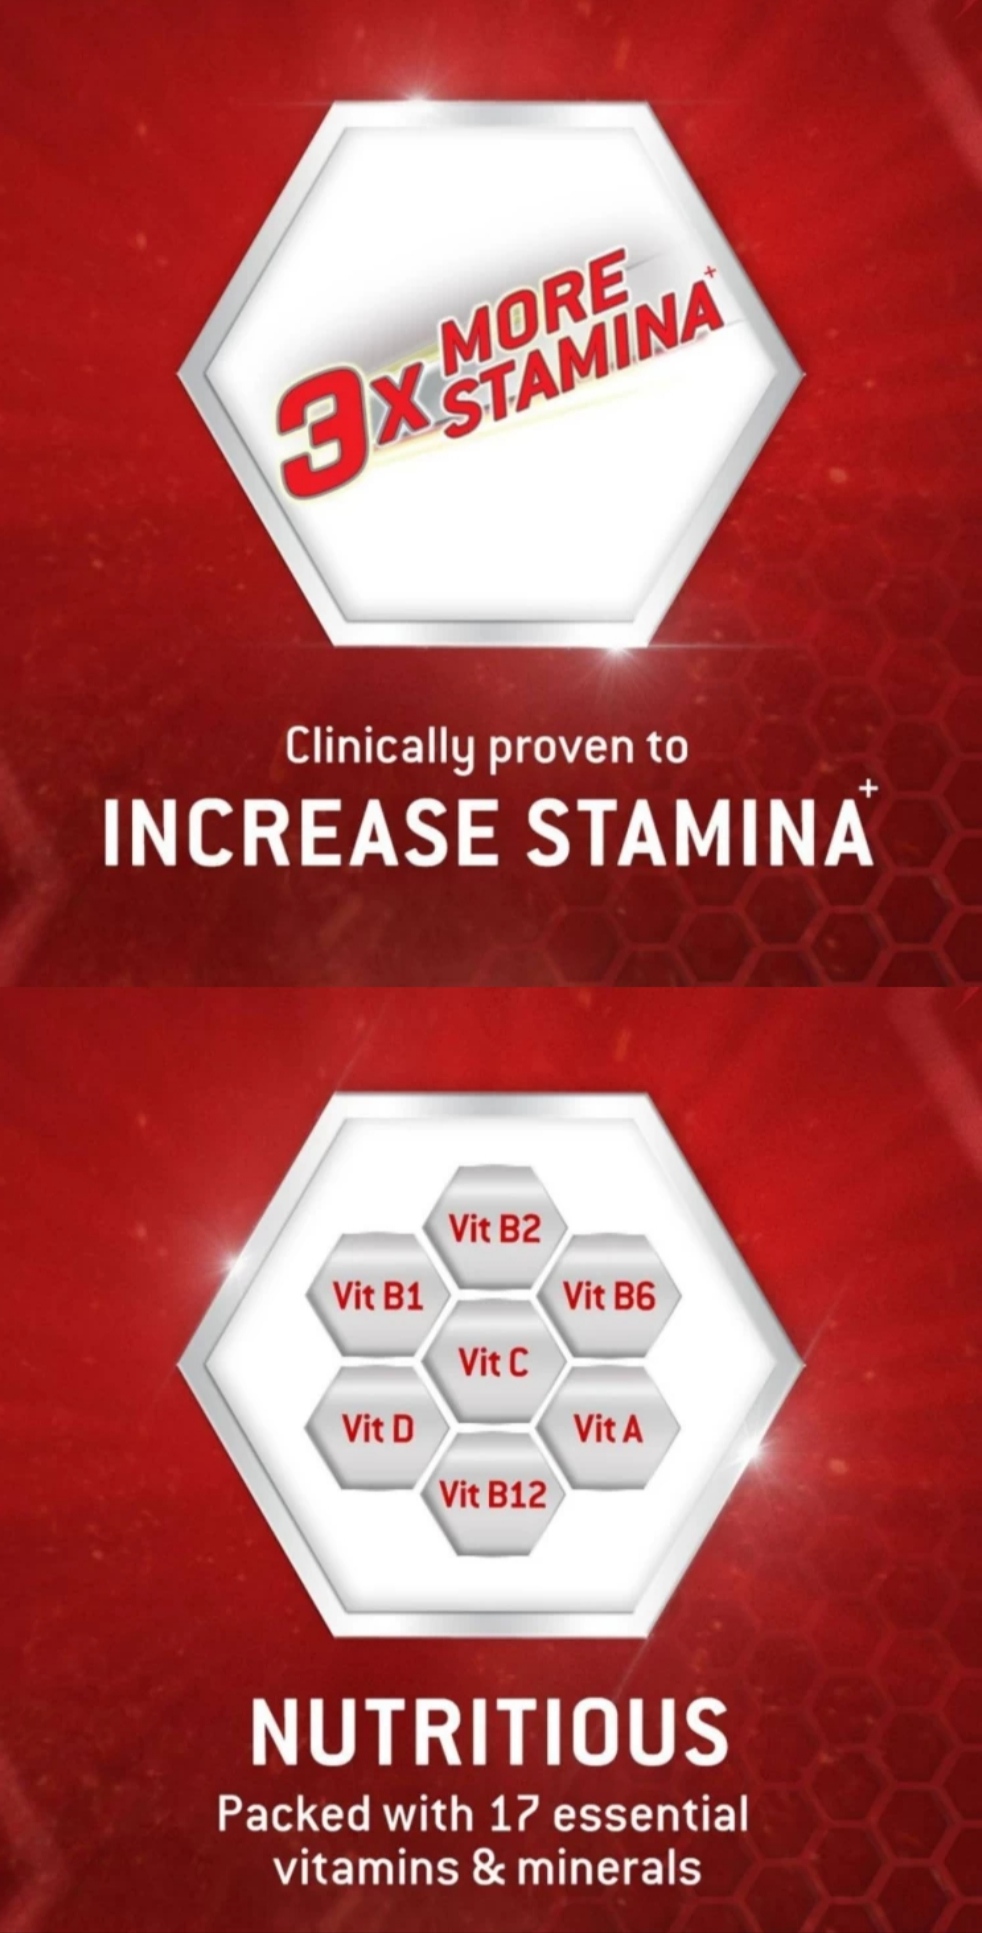 3x MORE
STAMINA+
Clinically proven to
INCREASE STAMINA+
Vit B2
Vit B1
Vit B6
Vit C
Vit D
Vit A
Vit B12
NUTRITIOUS
Packed with 17 essential
vitamins & minerals